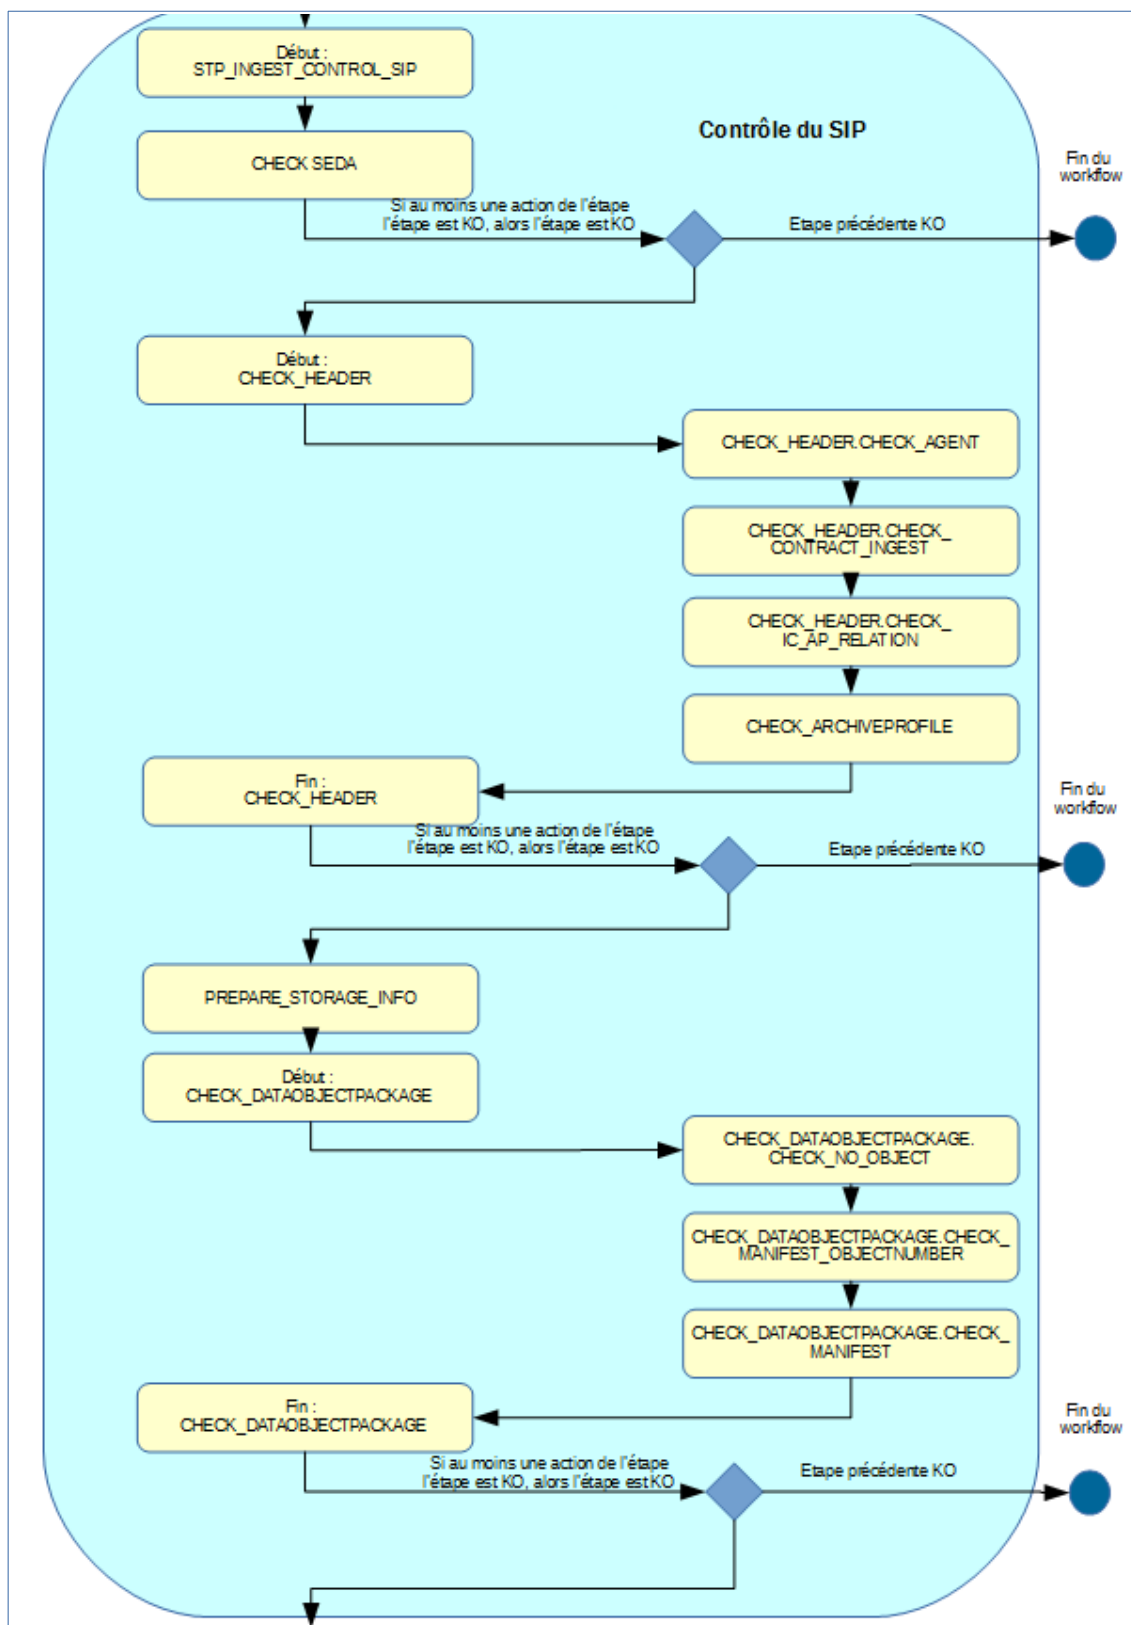 Début :
STP_INGEST_CONTROL_SIP
Contrôle du SIP
CHECK SEDA
Fin du
workflow
Si au moins une action de l'étape
l'étape est KO, alors l'étape est KO
Etape précédente KO
Début :
CHECK_HEADER
CHECK_HEADER.CHECK_AGENT
CHECK_HEADER.CHECK_
CONTRACT_INGEST
CHECK_HEADER.CHECK_
IC_AP_RELATION
CHECK_ARCHIVEPROFILE
Fin :
CHECK_HEADER
Fin du
workflow
Si au moins une action de l'étape
l'étape est KO, alors l'étape est KO
Etape précédente KO
PREPARE_STORAGE_INFO
Début :
CHECK_DATAOBJECTPACKAGE
CHECK_DATAOBJECTPACKAGE.
CHECK_NO_OBJECT
CHECK_DATAOBJECTPACKAGE.CHECK_
MANIFEST_OBJECTNUMBER
CHECK_DATAOBJECTPACKAGE.CHECK_
MANIFEST
Fin :
CHECK_DATAOBJECTPACKAGE
Fin du
workflow
Si au moins une action de l'étape
l'étape est KO, alors l'étape est KO
Etape précédente KO